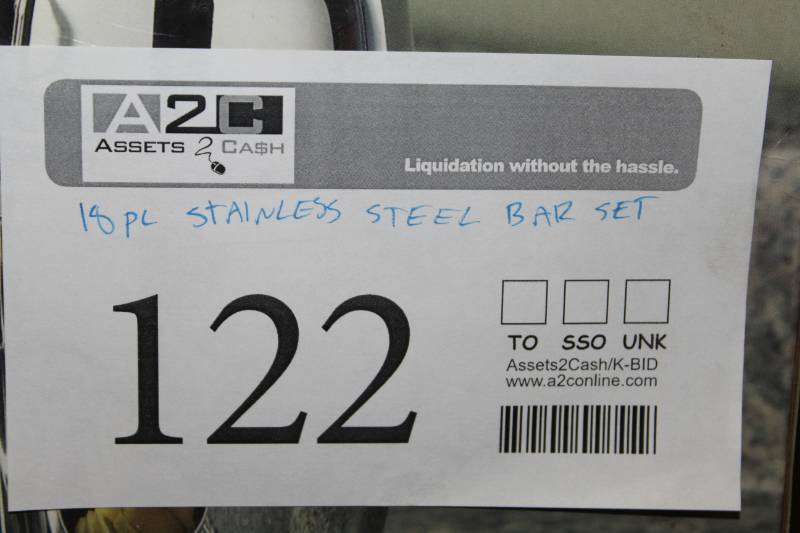 A2C
ASSETS 2 CA$H
Liquidation without the hassle.
18 pc STAINLESS STEEL BAR SET
122
TO SSO UNK
Assets2Cash/K-BID
www.a2conline.com